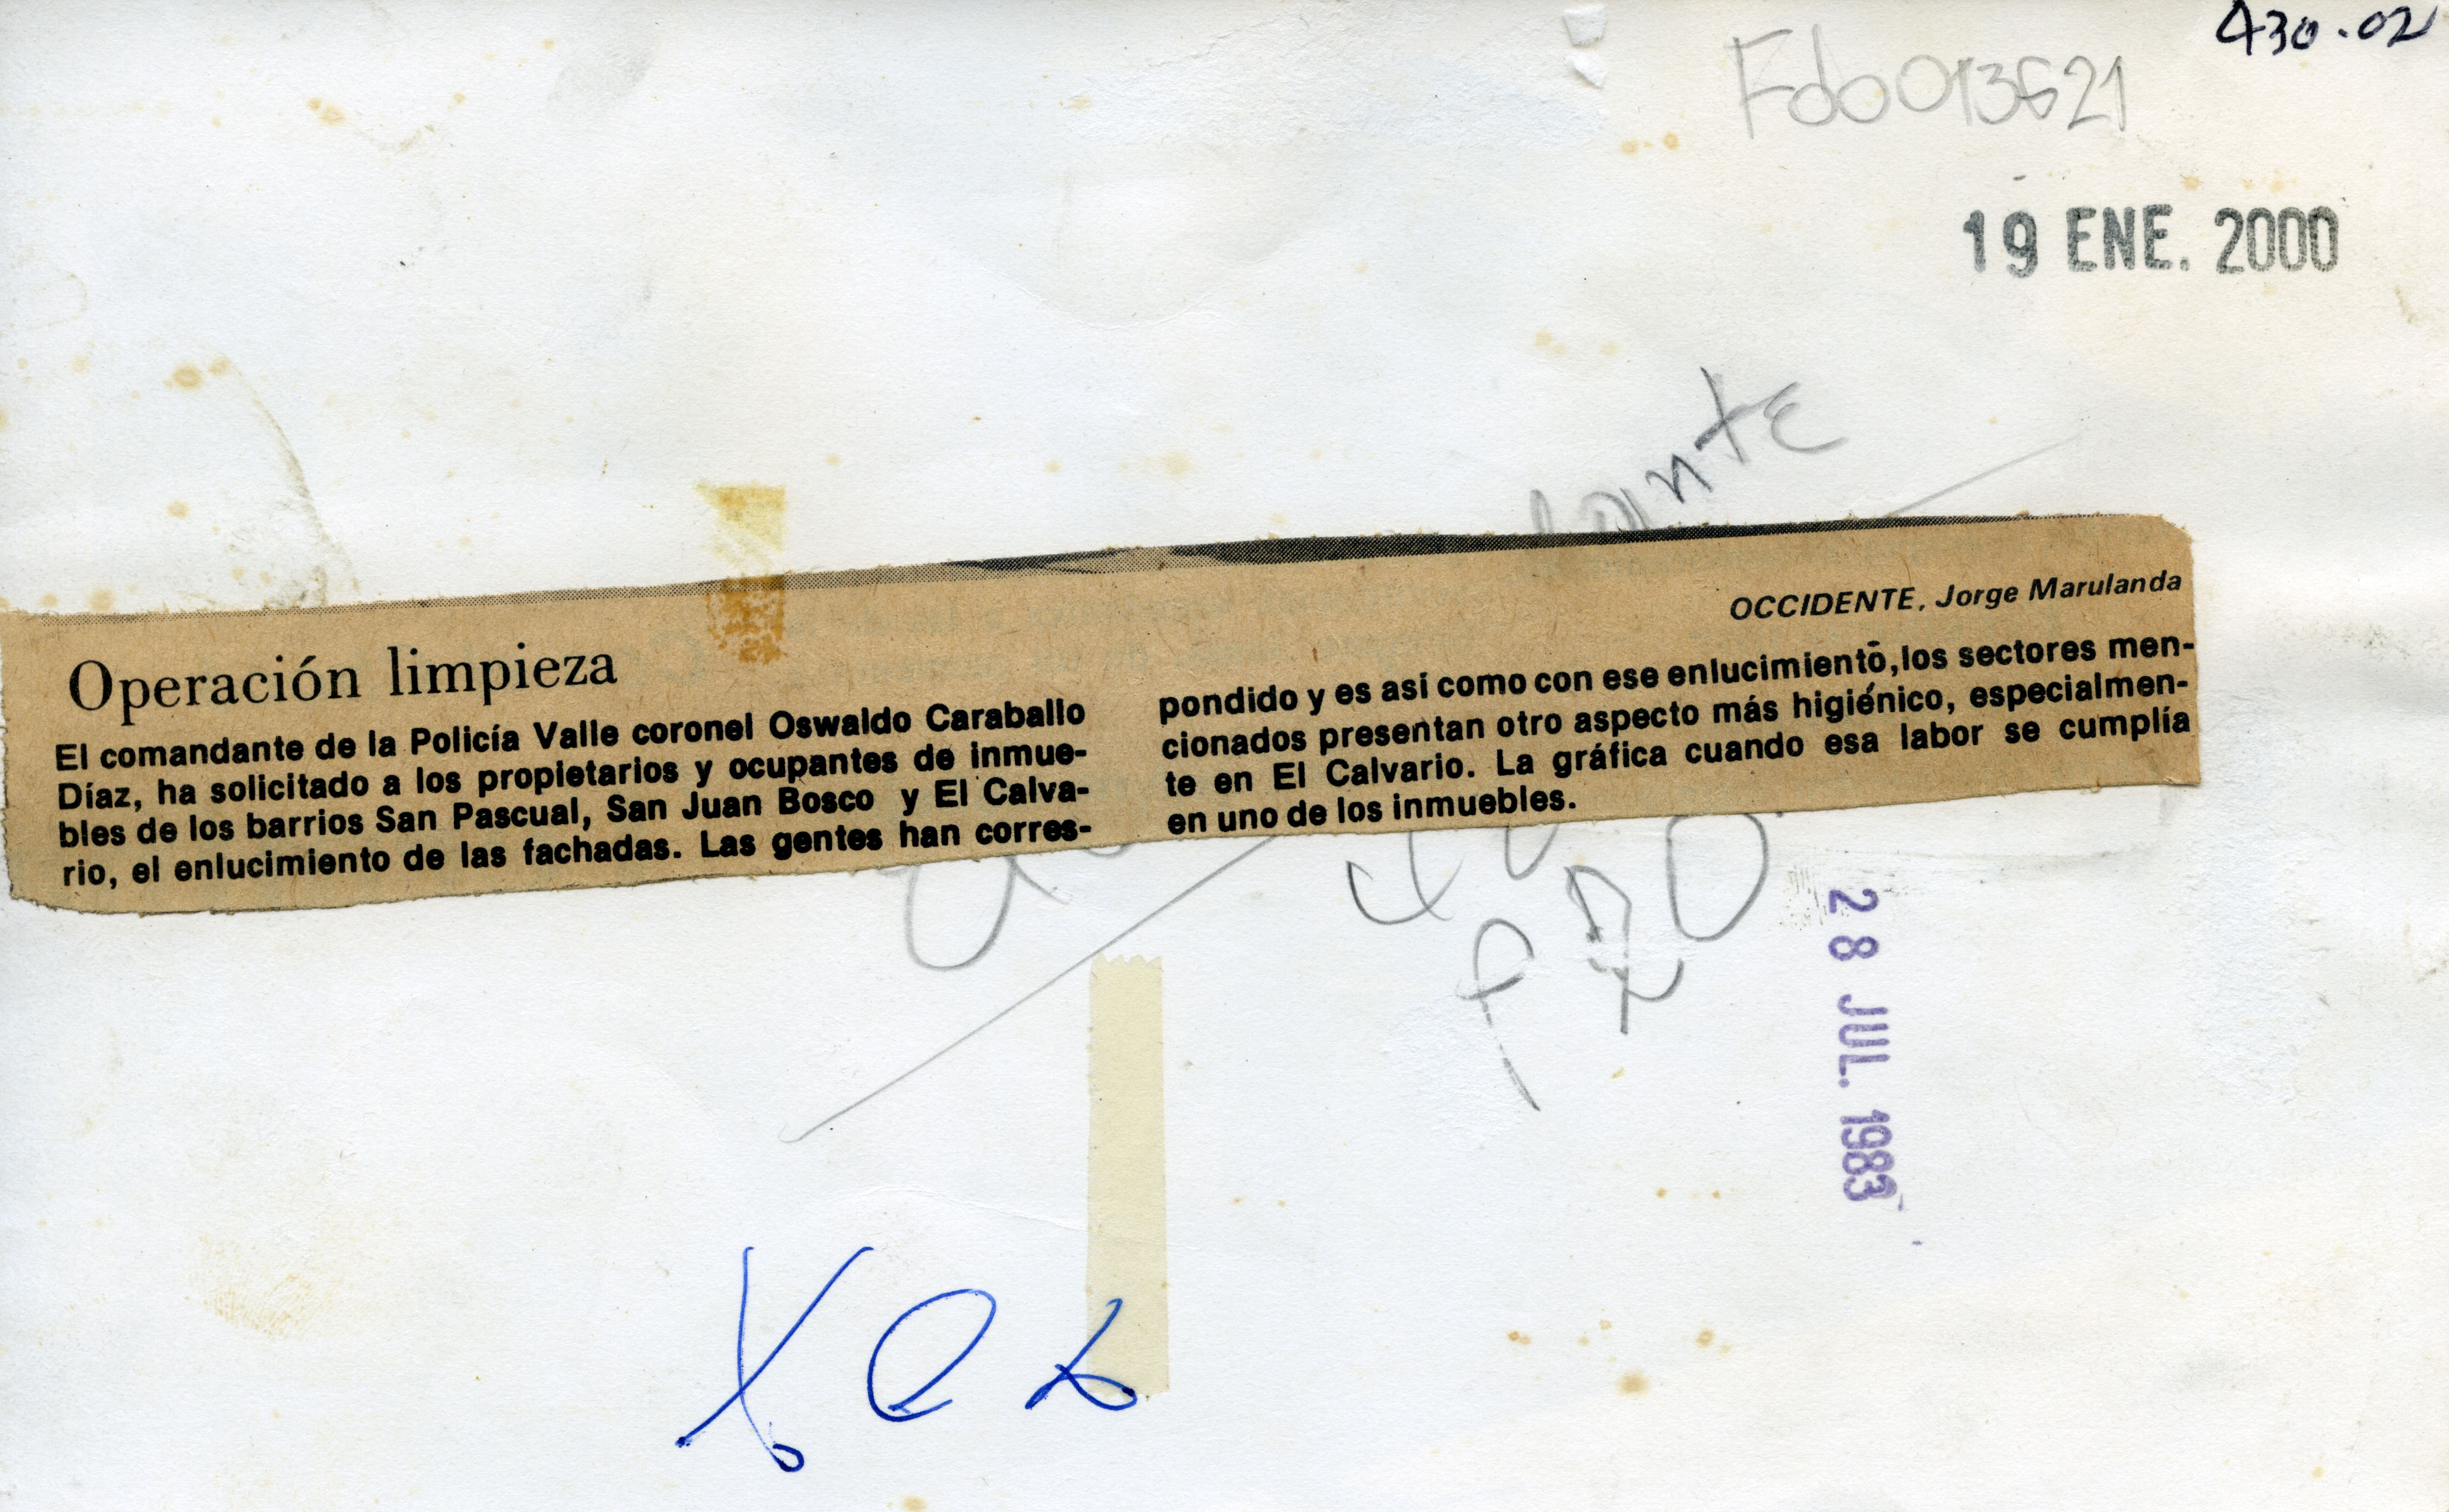 430.02
Fdo013621
19 ENE. 2000
OCCIDENTE, Jorge Marulanda
Operación limpieza
El comandante de la Policía Valle coronel Oswaldo Caraballo
Díaz, ha solicitado a los propietarios y ocupantes de inmue-
bles de los barrios San Pascual, San Juan Bosco y El Calva-
rio, el enlucimiento de las fachadas. Las gentes han corres-
pondido y es así como con ese enlucimiento, los sectores men-
cionados presentan otro aspecto más higiénico, especialmen-
te en El Calvario. La gráfica cuando esa labor se cumplía
en uno de los inmuebles.
28 JUL. 1983